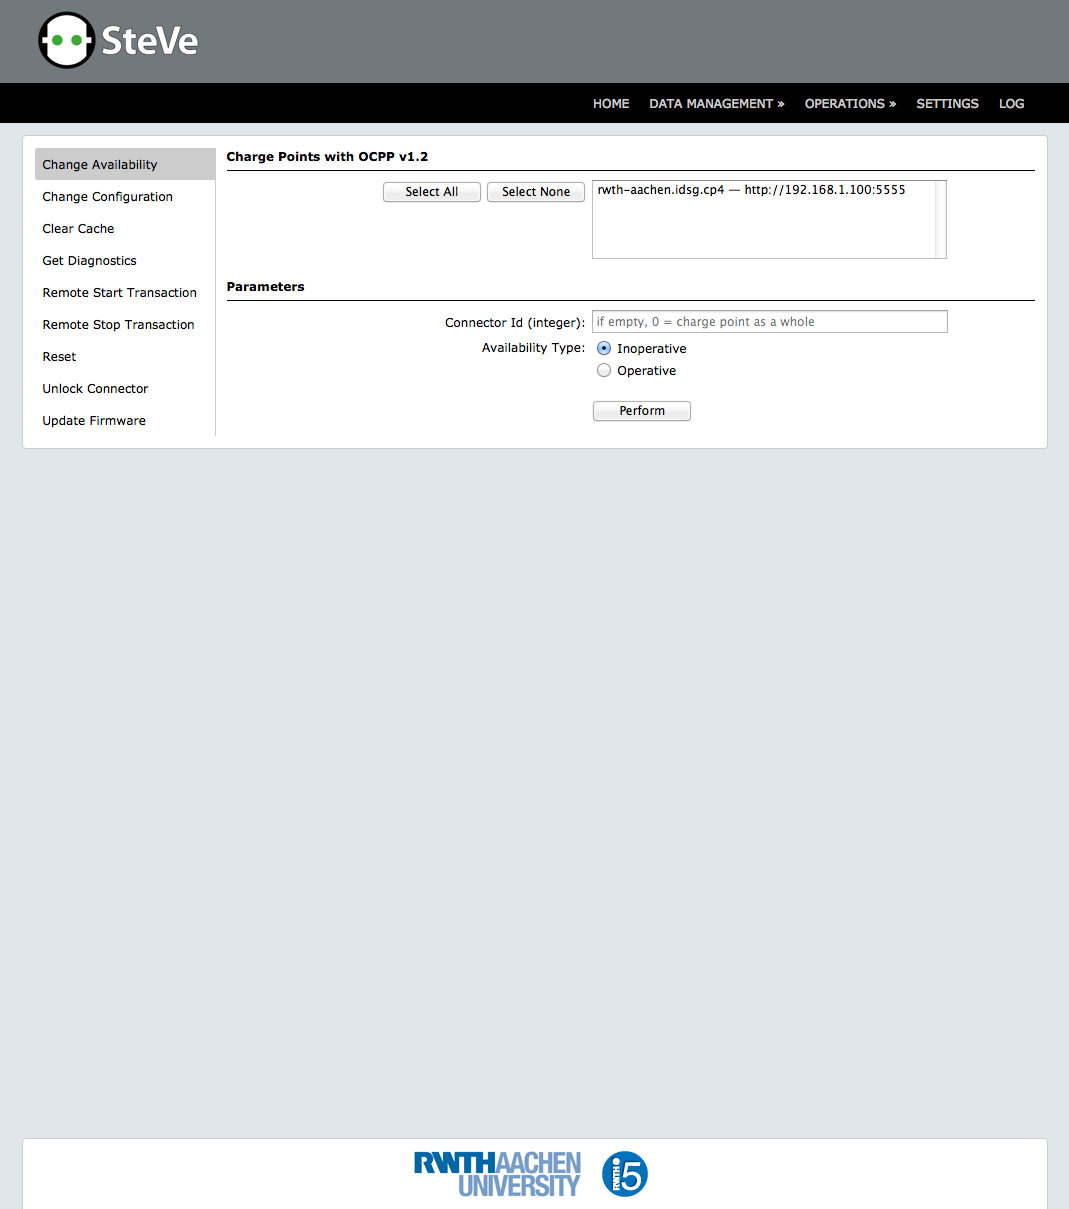 SteVe
HOME DATA MANAGEMENT » OPERATIONS » SETTINGS LOG
Change Availability
Change Configuration
Clear Cache
Get Diagnostics
Remote Start Transaction
Remote Stop Transaction
Reset
Unlock Connector
Update Firmware
Charge Points with OCPP v1.2
Select All Select None rwth-aachen.idsg.cp4 — http://192.168.1.100:5555
Parameters
Connector Id (integer): if empty, 0 = charge point as a whole
Availability Type: Inoperative
Operative
Perform
RWTHAACHEN
UNIVERSITY
RWTH i5